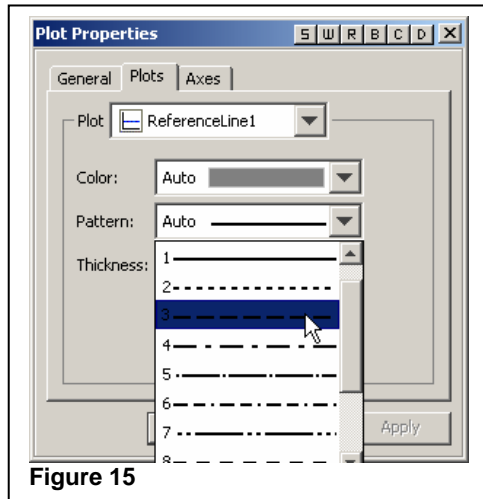 Plot Properties S W R B C D X
General Plots Axes
Plot ReferenceLine1
Color: Auto
Pattern: Auto
Thickness:
1
2
3
4
5
6
7
8
Apply
Figure 15